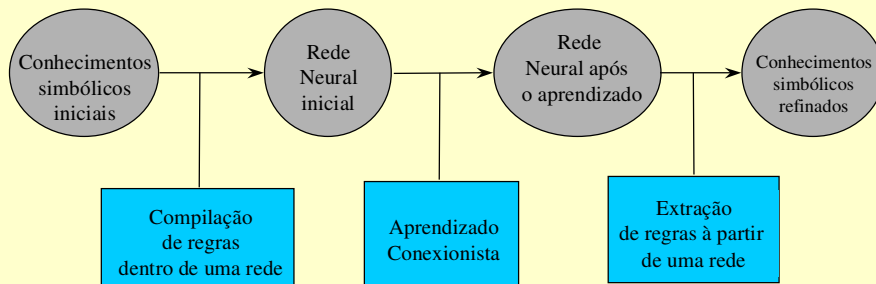 Conhecimentos
simbólicos
iniciais
Rede
Neural
inicial
Rede
Neural após
o aprendizado
Conhecimentos
simbólicos
refinados
Compilação
de regras
dentro de uma rede
Aprendizado
Conexionista
Extração
de regras à partir
de uma rede